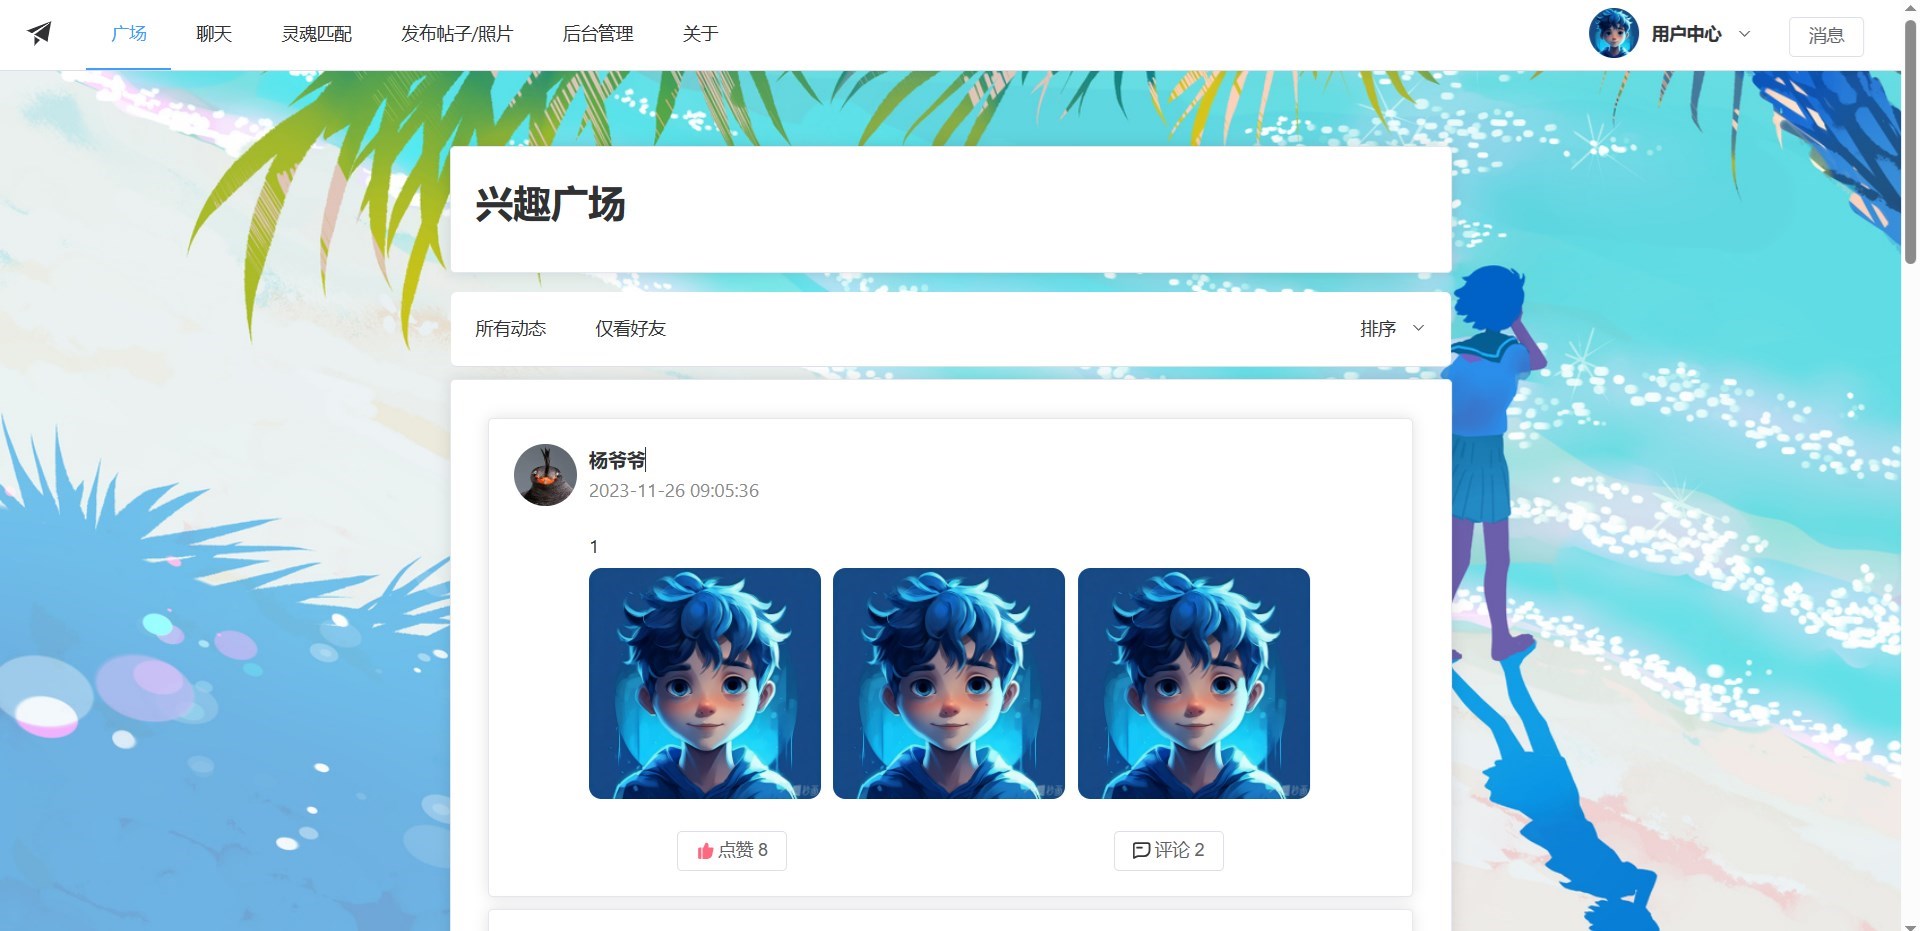 广场 聊天 灵魂匹配 发布帖子/照片 后台管理 关于 用户中心 消息
兴趣广场
所有动态 仅看好友 排序
杨爷爷
2023-11-26 09:05:36
1
点赞 8 评论 2